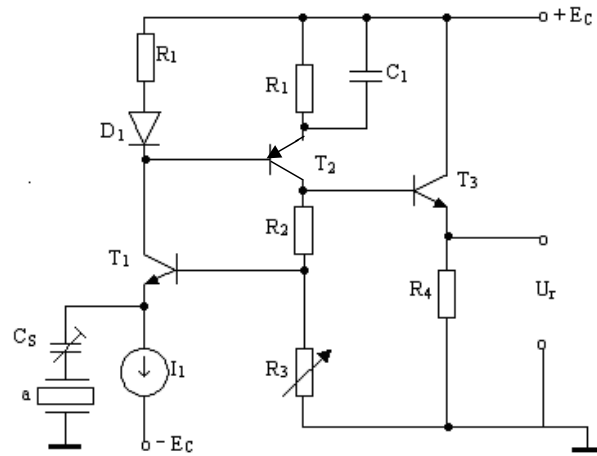 +E_C
R_1
R_1
C_1
D_1
T_2
T_3
R_2
T_1
R_4
U_r
C_S
R_3
I_1
a
-E_C